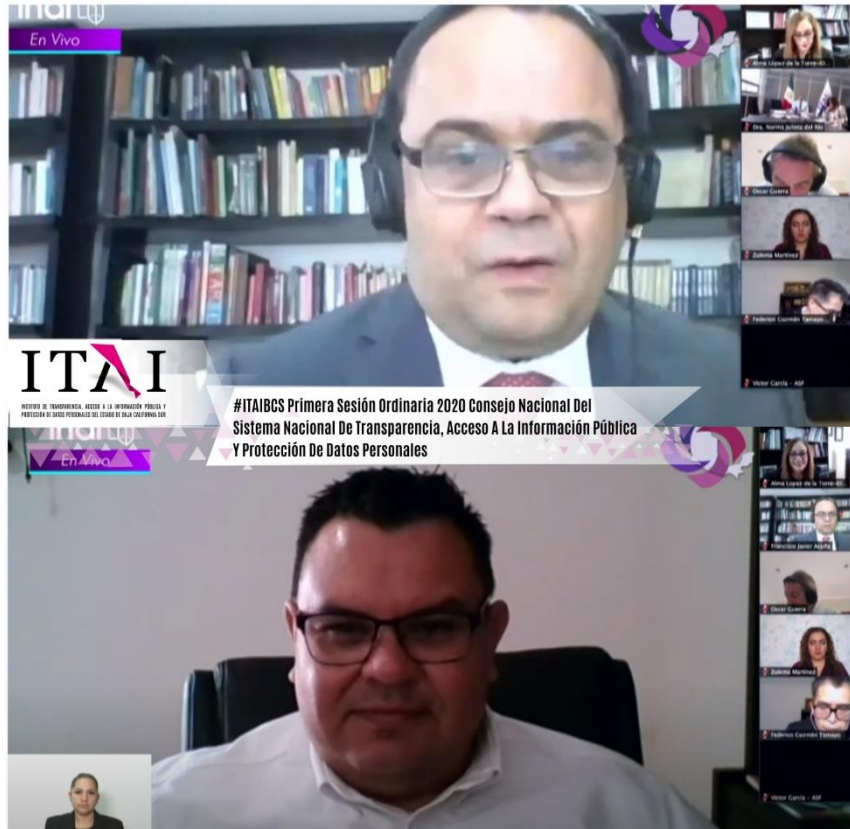 inai
En Vivo
Alma López de la Torre-BS
Dra. Norma Julieta del Río
Oscar Guerra
Zulema Martínez
Federico Guzmán Tamayo
Victor García - ASF
ITAI
INSTITUTO DE TRANSPARENCIA, ACCESO A LA INFORMACIÓN PÚBLICA Y
PROTECCIÓN DE DATOS PERSONALES DEL ESTADO DE BAJA CALIFORNIA SUR
#ITAIBCS Primera Sesión Ordinaria 2020 Consejo Nacional Del
Sistema Nacional De Transparencia, Acceso A La Información Pública
Y Protección De Datos Personales
inai
En Vivo
Alma López de la Torre-BS
Francisco Javier Acuña
Oscar Guerra
Zulema Martínez
Federico Guzmán Tamayo
Victor García - ASF